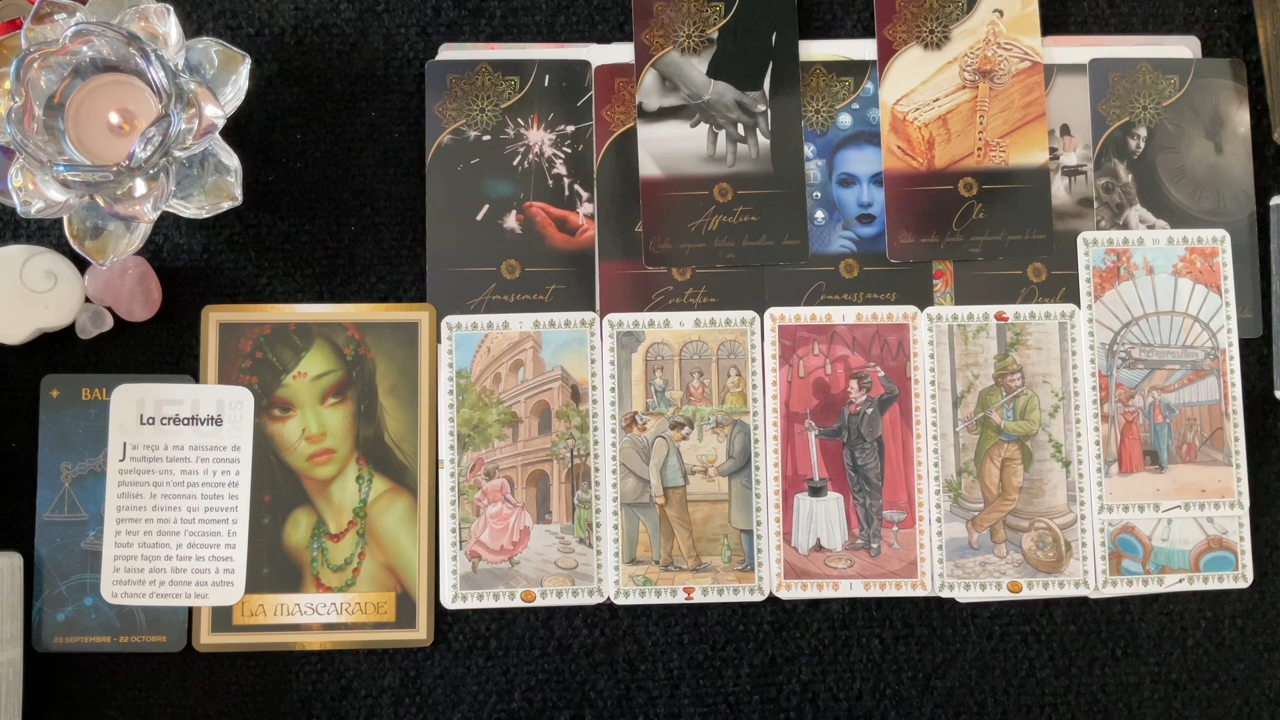 Affection
Clé
Amusement
Evolution
Connaissances
Deuil
7
6
1
10
1
BAL
La créativité
J'ai reçu à ma naissance de
multiples talents. J'en connais
quelques-uns, mais il y en a
plusieurs qui n'ont pas encore été
utilisés. Je reconnais toutes les
graines divines qui peuvent
germer en moi à tout moment si
je leur en donne l'occasion. En
toute situation, je découvre ma
propre façon de faire les choses.
Je laisse alors libre cours à ma
créativité et je donne aux autres
la chance d'exercer la leur.
LA MASCARADE
23 SEPTEMBRE - 22 OCTOBRE